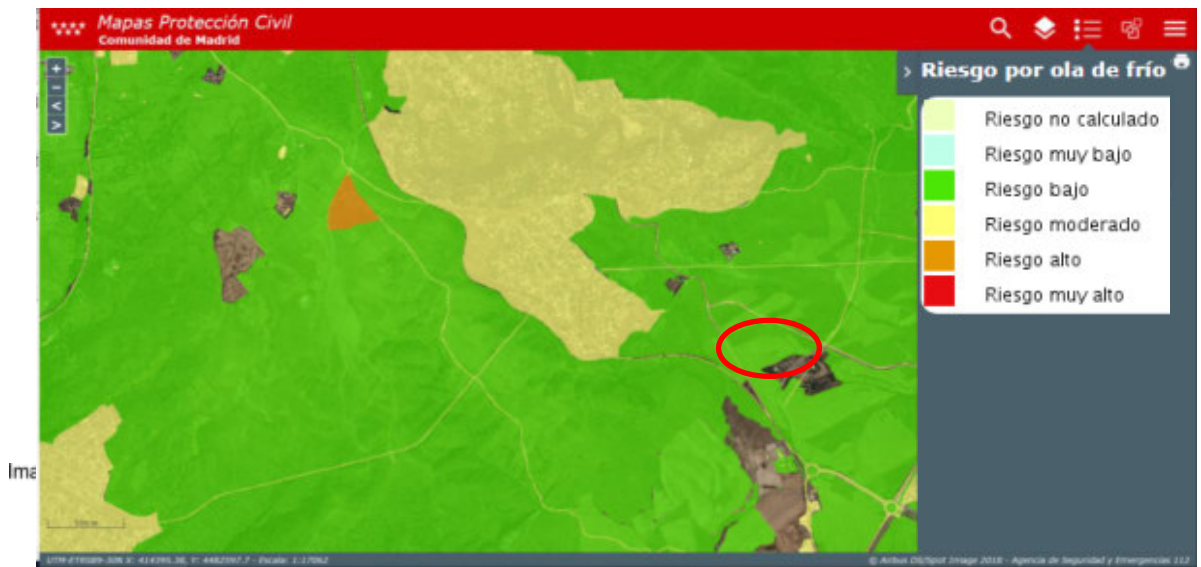 Mapas Protección Civil
Comunidad de Madrid
Riesgo por ola de frío
Riesgo no calculado
Riesgo muy bajo
Riesgo bajo
Riesgo moderado
Riesgo alto
Riesgo muy alto
Ima
© Airbus DS/Spot Image 2018 - Agencia de Seguridad y Emergencias 112